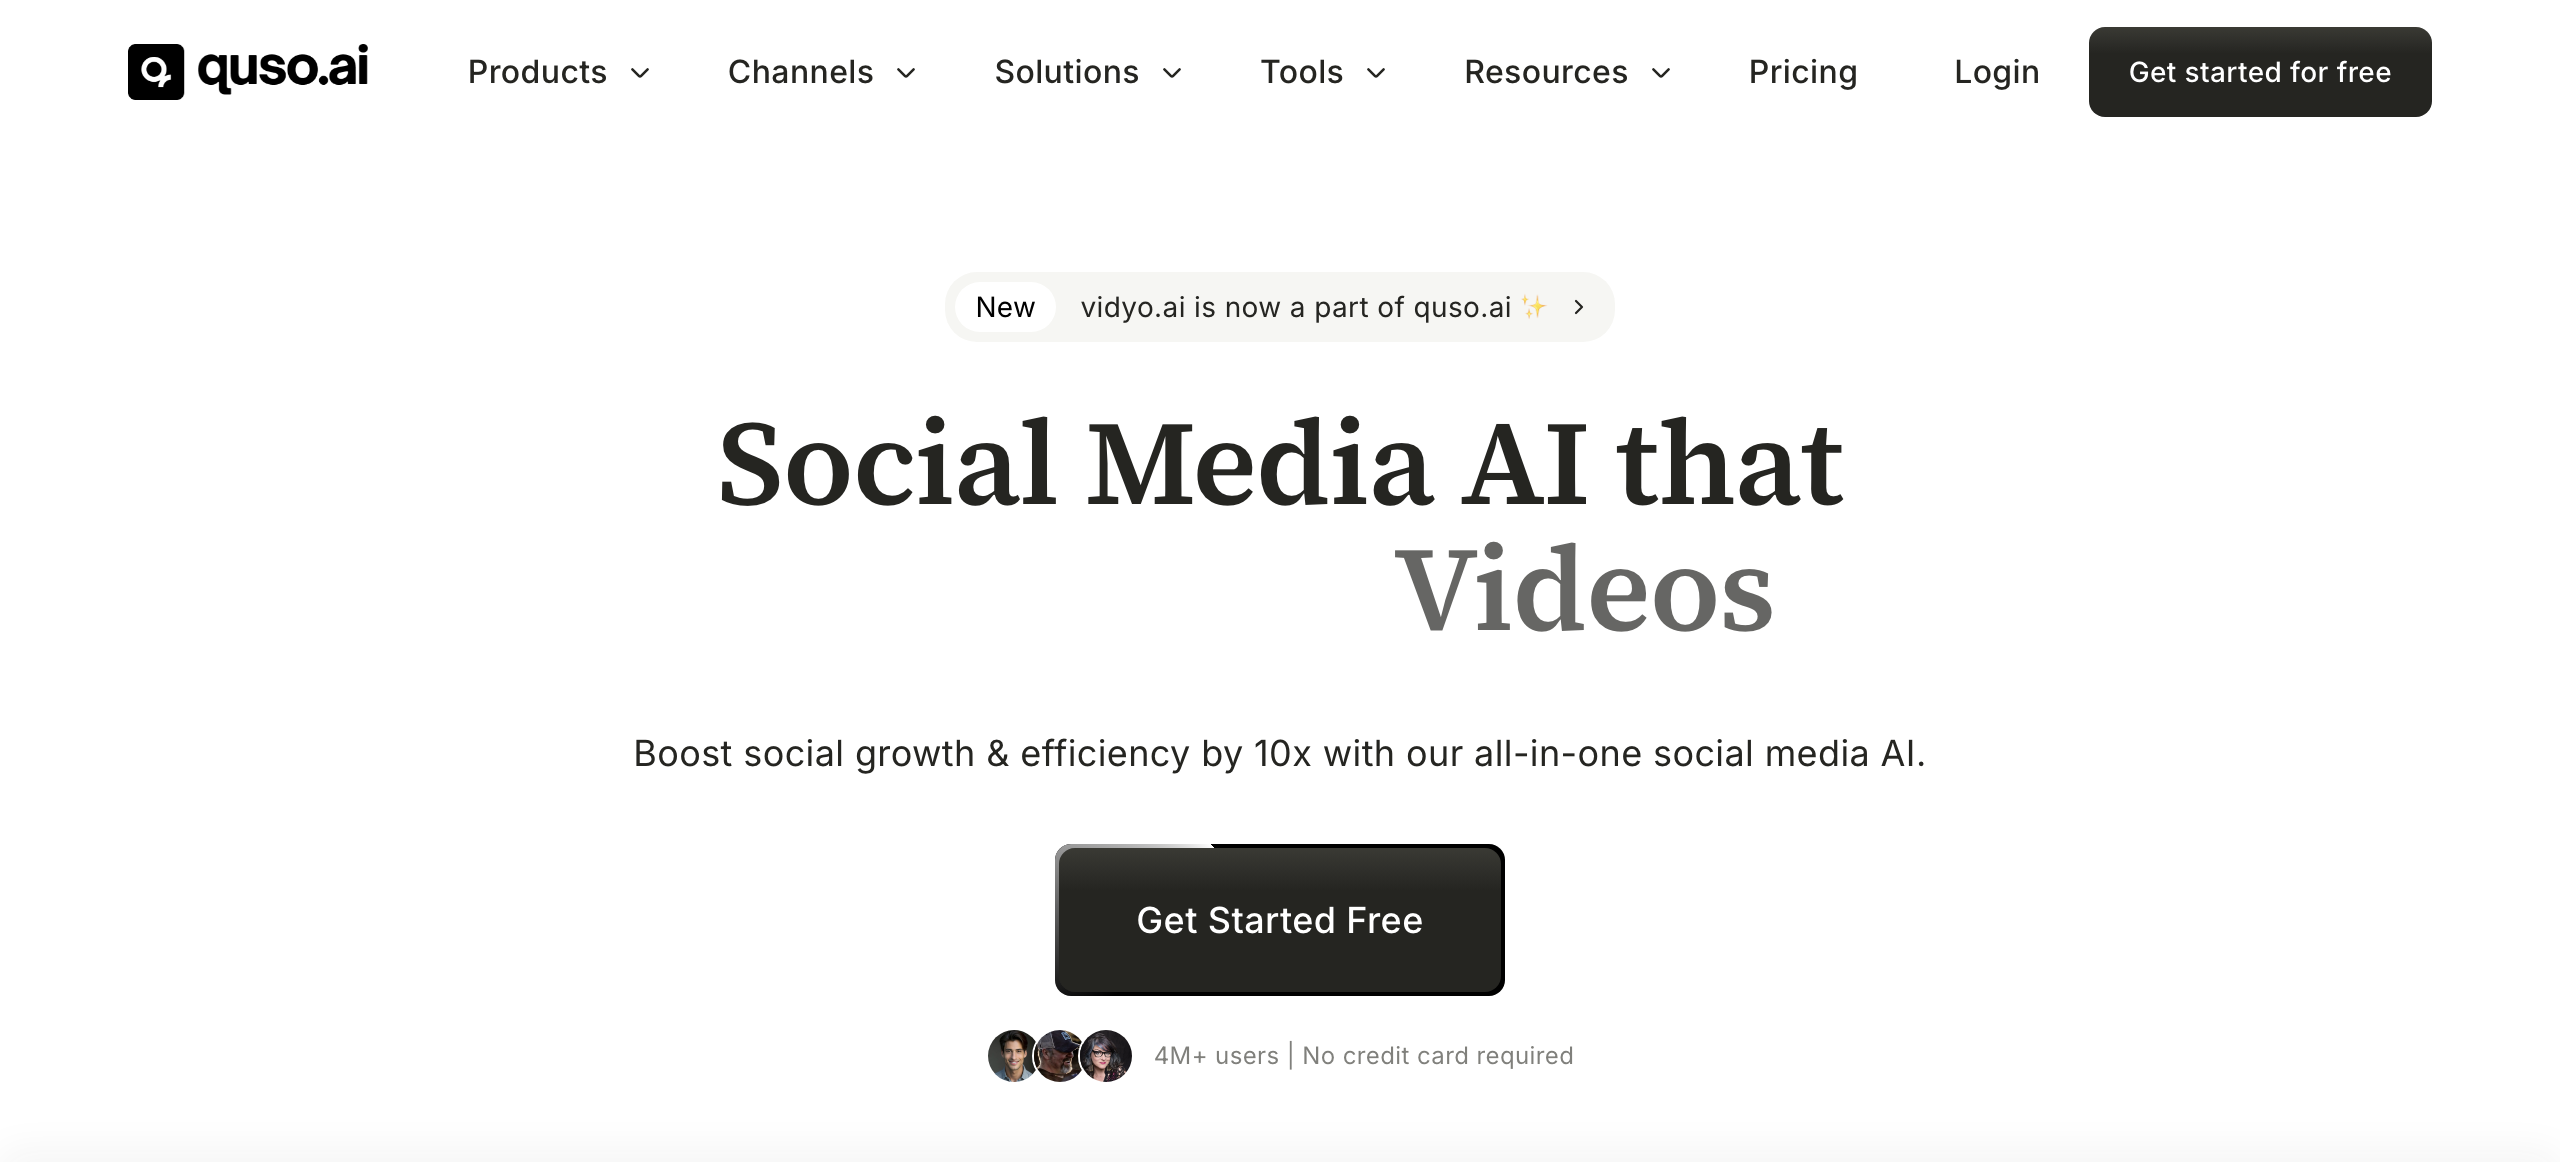 quso.ai
Products
Channels
Solutions
Tools
Resources
Pricing
Login
Get started for free
New vidyo.ai is now a part of quso.ai ✨
Social Media AI that
Videos
Boost social growth & efficiency by 10x with our all-in-one social media AI.
Get Started Free
4M+ users | No credit card required